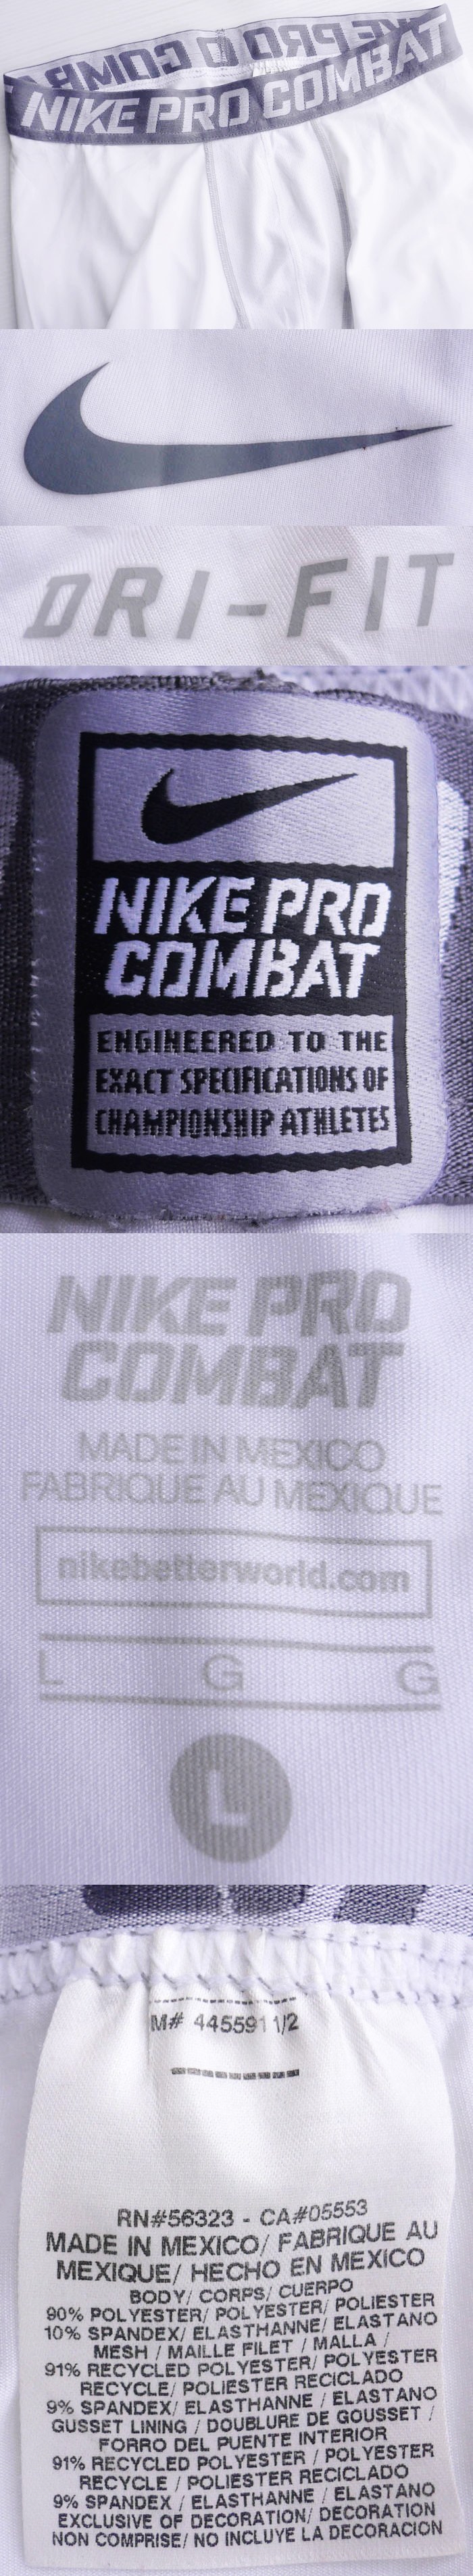 NIKE PRO COMBAT
DRI-FIT
NIKE PRO
COMBAT
ENGINEERED TO THE
EXACT SPECIFICATIONS OF
CHAMPIONSHIP ATHLETES
NIKE PRO
COMBAT
MADE IN MEXICO
FABRIQUE AU MEXIQUE
nikebetterworld.com
L G G
L
M# 445591 1/2
RN#56323 - CA#05553
MADE IN MEXICO/ FABRIQUE AU
MEXIQUE/ HECHO EN MEXICO
BODY/ CORPS/ CUERPO
90% POLYESTER/ POLYESTER/ POLIESTER
10% SPANDEX/ ELASTHANNE/ ELASTANO
MESH / MAILLE FILET / MALLA /
91% RECYCLED POLYESTER/ POLYESTER
RECYCLE/ POLIESTER RECICLADO
9% SPANDEX/ ELASTHANNE / ELASTANO
GUSSET LINING / DOUBLURE DE GOUSSET /
FORRO DEL PUENTE INTERIOR
91% RECYCLED POLYESTER / POLYESTER
RECYCLE / POLIESTER RECICLADO
9% SPANDEX / ELASTHANNE / ELASTANO
EXCLUSIVE OF DECORATION/ DECORATION
NON COMPRISE/ NO INCLUYE LA DECORACION